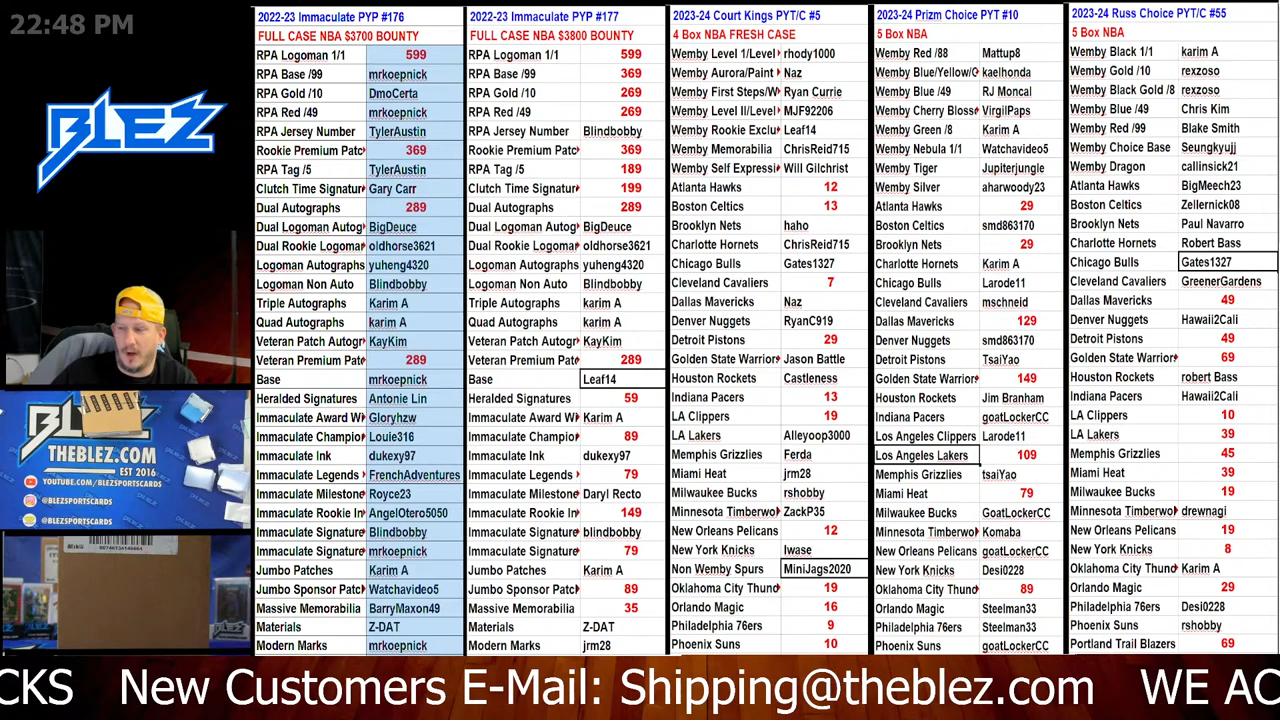 22:48 PM
BLEZ
BLEZ
THEBLEZ.COM
EST 2016
YOUTUBE.COM/BLEZSPORTSCARDS
@BLEZSPORTSCARDS
@BLEZSPORTSCARDS
2022-23 Immaculate PYP #176
FULL CASE NBA $3700 BOUNTY
RPA Logoman 1/1 599
RPA Base /99 mrkoepnick
RPA Gold /10 DmoCerta
RPA Red /49 mrkoepnick
RPA Jersey Number TylerAustin
Rookie Premium Patc 369
RPA Tag /5 TylerAustin
Clutch Time Signatur Gary Carr
Dual Autographs 289
Dual Logoman Autog BigDeuce
Dual Rookie Logomar oldhorse3621
Logoman Autographs yuheng4320
Logoman Non Auto Blindbobby
Triple Autographs Karim A
Quad Autographs karim A
Veteran Patch Autogr KayKim
Veteran Premium Pat 289
Base mrkoepnick
Heralded Signatures Antonie Lin
Immaculate Award Wi Gloryhzw
Immaculate Champio Louie316
Immaculate Ink dukexy97
Immaculate Legends FrenchAdventures
Immaculate Milestone Royce23
Immaculate Rookie In AngelOtero5050
Immaculate Signature Blindbobby
Immaculate Signature mrkoepnick
Jumbo Patches Karim A
Jumbo Sponsor Patc Watchavideo5
Massive Memorabilia BarryMaxon49
Materials Z-DAT
Modern Marks mrkoepnick
2022-23 Immaculate PYP #177
FULL CASE NBA $3800 BOUNTY
RPA Logoman 1/1 599
RPA Base /99 369
RPA Gold /10 269
RPA Red /49 269
RPA Jersey Number Blindbobby
Rookie Premium Patc 369
RPA Tag /5 189
Clutch Time Signatur 199
Dual Autographs 289
Dual Logoman Autog BigDeuce
Dual Rookie Logomar oldhorse3621
Logoman Autographs yuheng4320
Logoman Non Auto Blindbobby
Triple Autographs karim A
Quad Autographs karim A
Veteran Patch Autogr KayKim
Veteran Premium Pat 289
Base Leaf14
Heralded Signatures 59
Immaculate Award Wi Karim A
Immaculate Champio 89
Immaculate Ink dukexy97
Immaculate Legends 79
Immaculate Milestone Daryl Recto
Immaculate Rookie In 149
Immaculate Signature blindbobby
Immaculate Signature 79
Jumbo Patches Karim A
Jumbo Sponsor Patc 89
Massive Memorabilia 35
Materials Z-DAT
Modern Marks jrm28
2023-24 Court Kings PYT/C #5
4 Box NBA FRESH CASE
Wemby Level 1/Level rhody1000
Wemby Aurora/Paint Naz
Wemby First Steps/W Ryan Currie
Wemby Level II/Level MJF92206
Wemby Rookie Exclu Leaf14
Wemby Memorabilia ChrisReid715
Wemby Self Expressi Will Gilchrist
Atlanta Hawks 12
Boston Celtics 13
Brooklyn Nets haho
Charlotte Hornets ChrisReid715
Chicago Bulls Gates1327
Cleveland Cavaliers 7
Dallas Mavericks Naz
Denver Nuggets RyanC919
Detroit Pistons 29
Golden State Warrior Jason Battle
Houston Rockets Castleness
Indiana Pacers 13
LA Clippers 19
LA Lakers Alleyoop3000
Memphis Grizzlies Ferda
Miami Heat jrm28
Milwaukee Bucks rshobby
Minnesota Timberwo ZackP35
New Orleans Pelicans 12
New York Knicks Iwase
Non Wemby Spurs MiniJags2020
Oklahoma City Thund 19
Orlando Magic 16
Philadelphia 76ers 9
Phoenix Suns 10
2023-24 Prizm Choice PYT #10
5 Box NBA
Wemby Red /88 Mattup8
Wemby Blue/Yellow/G kaelhonda
Wemby Blue /49 RJ Moncal
Wemby Cherry Blosso VirgilPaps
Wemby Green /8 Karim A
Wemby Nebula 1/1 Watchavideo5
Wemby Tiger Jupiterjungle
Wemby Silver aharwoody23
Atlanta Hawks 29
Boston Celtics smd863170
Brooklyn Nets 29
Charlotte Hornets Karim A
Chicago Bulls Larode11
Cleveland Cavaliers mschneid
Dallas Mavericks 129
Denver Nuggets smd863170
Detroit Pistons TsaiYao
Golden State Warrior 149
Houston Rockets Jim Branham
Indiana Pacers goatLockerCC
Los Angeles Clippers Larode11
Los Angeles Lakers 109
Memphis Grizzlies tsaiYao
Miami Heat 79
Milwaukee Bucks GoatLockerCC
Minnesota Timberwo Komaba
New Orleans Pelicans goatLockerCC
New York Knicks Desi0228
Oklahoma City Thund 89
Orlando Magic Steelman33
Philadelphia 76ers Steelman33
Phoenix Suns goatLockerCC
2023-24 Russ Choice PYT/C #55
5 Box NBA
Wemby Black 1/1 karim A
Wemby Gold /10 rexzoso
Wemby Black Gold /8 rexzoso
Wemby Blue /49 Chris Kim
Wemby Red /99 Blake Smith
Wemby Choice Base Seungkyujj
Wemby Dragon callinsick21
Atlanta Hawks BigMeech23
Boston Celtics Zellernick08
Brooklyn Nets Paul Navarro
Charlotte Hornets Robert Bass
Chicago Bulls Gates1327
Cleveland Cavaliers GreenerGardens
Dallas Mavericks 49
Denver Nuggets Hawaii2Cali
Detroit Pistons 49
Golden State Warrior 69
Houston Rockets robert Bass
Indiana Pacers Hawaii2Cali
LA Clippers 10
LA Lakers 39
Memphis Grizzlies 45
Miami Heat 39
Milwaukee Bucks 19
Minnesota Timberwo drewnagi
New Orleans Pelicans 19
New York Knicks 8
Oklahoma City Thund Karim A
Orlando Magic 29
Philadelphia 76ers Desi0228
Phoenix Suns rshobby
Portland Trail Blazers 69
CKS New Customers E-Mail: Shipping@theblez.com WE AC